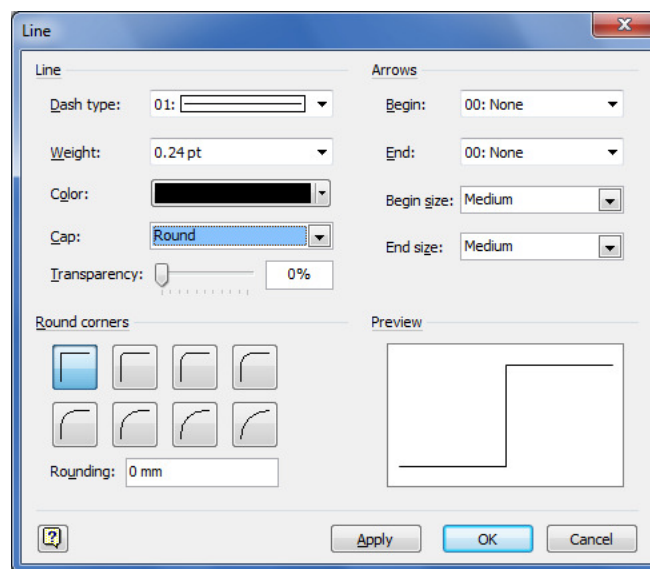 Line
Line
Dash type: 01:
Weight: 0.24 pt
Color:
Cap: Round
Transparency: 0%
Arrows
Begin: 00: None
End: 00: None
Begin size: Medium
End size: Medium
Round corners
Rounding: 0 mm
Preview
Apply OK Cancel